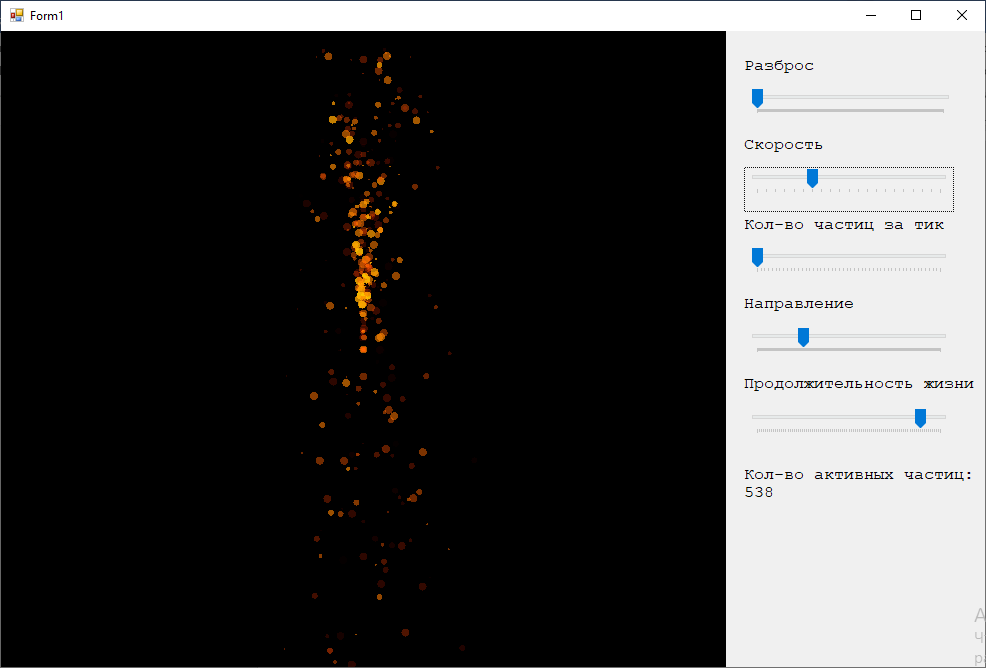 Form1
Разброс
Скорость
Кол-во частиц за тик
Направление
Продолжительность жизни
Кол-во активных частиц:
538